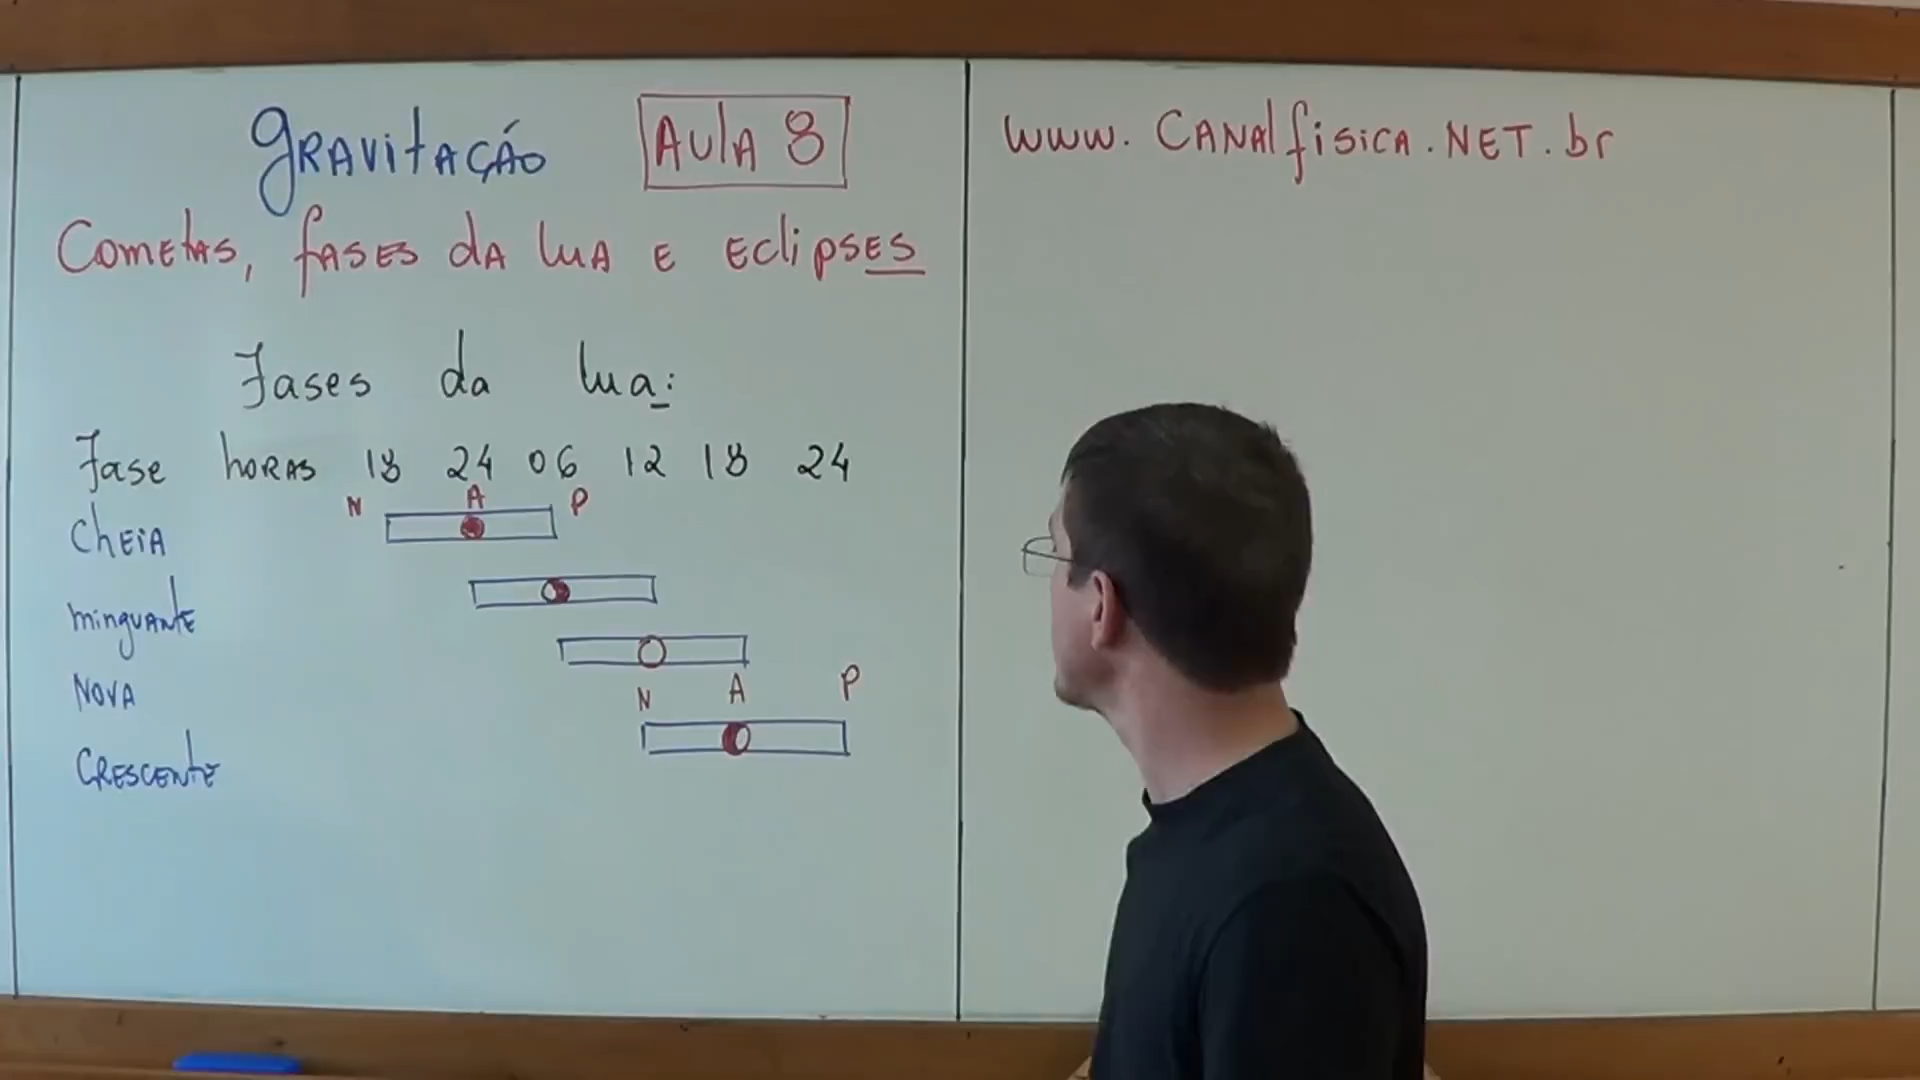 gravitação Aula 8
www.Canalfisica.NET.br
Cometas, fases da lua e eclipses
Fases da lua:
Fase horas 18 24 06 12 18 24
N A P
Cheia
minguante
Nova
N A P
Crescente